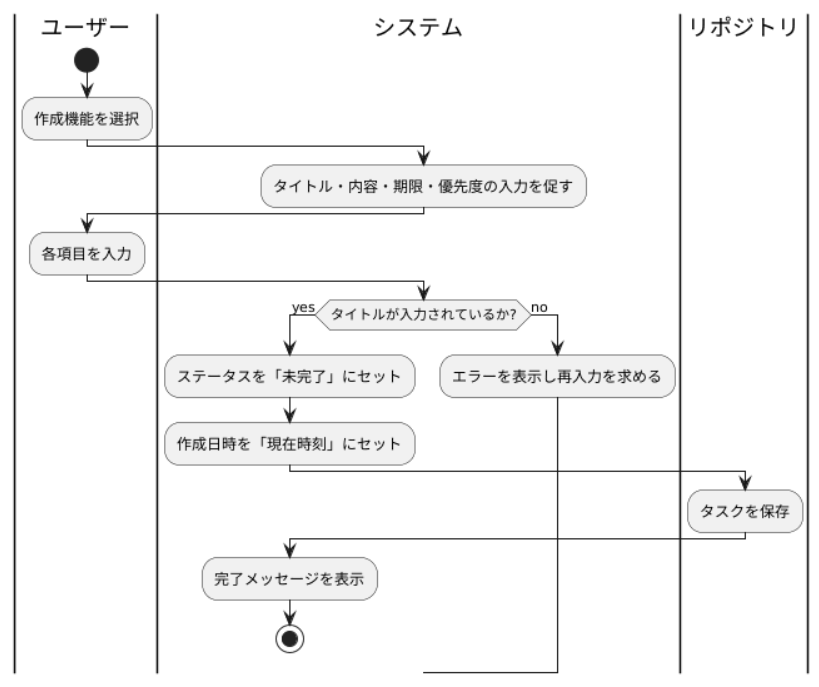 ユーザー
システム
リポジトリ
作成機能を選択
タイトル・内容・期限・優先度の入力を促す
各項目を入力
yes
タイトルが入力されているか?
no
ステータスを「未完了」にセット
エラーを表示し再入力を求める
作成日時を「現在時刻」にセット
タスクを保存
完了メッセージを表示